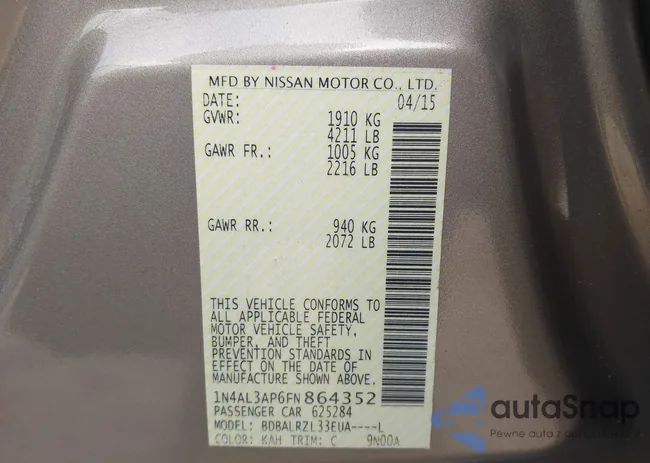 MFD BY NISSAN MOTOR CO., LTD.
DATE: 04/15
GVWR: 1910 KG
4211 LB
GAWR FR.: 1005 KG
2216 LB
GAWR RR.: 940 KG
2072 LB
THIS VEHICLE CONFORMS TO
ALL APPLICABLE FEDERAL
MOTOR VEHICLE SAFETY,
BUMPER, AND THEFT
PREVENTION STANDARDS IN
EFFECT ON THE DATE OF
MANUFACTURE SHOWN ABOVE.
1N4AL3AP6FN864352
PASSENGER CAR 625284
MODEL: BDBALRZL33EUA----L
COLOR: KAH TRIM: C 9N00A
autoSnap
Pewne auto z